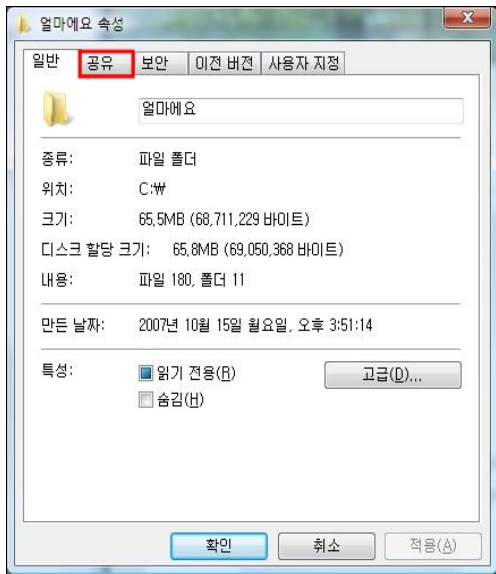 얼마에요 속성
일반 공유 보안 이전 버전 사용자 지정
얼마에요
종류: 파일 폴더
위치: C:₩
크기: 65,5MB (68,711,229 바이트)
디스크 할당 크기: 65,8MB (69,050,368 바이트)
내용: 파일 180, 폴더 11
만든 날짜: 2007년 10월 15일 월요일, 오후 3:51:14
특성: 읽기 전용(R) 고급(D)...
숨김(H)
확인 취소 적용(A)